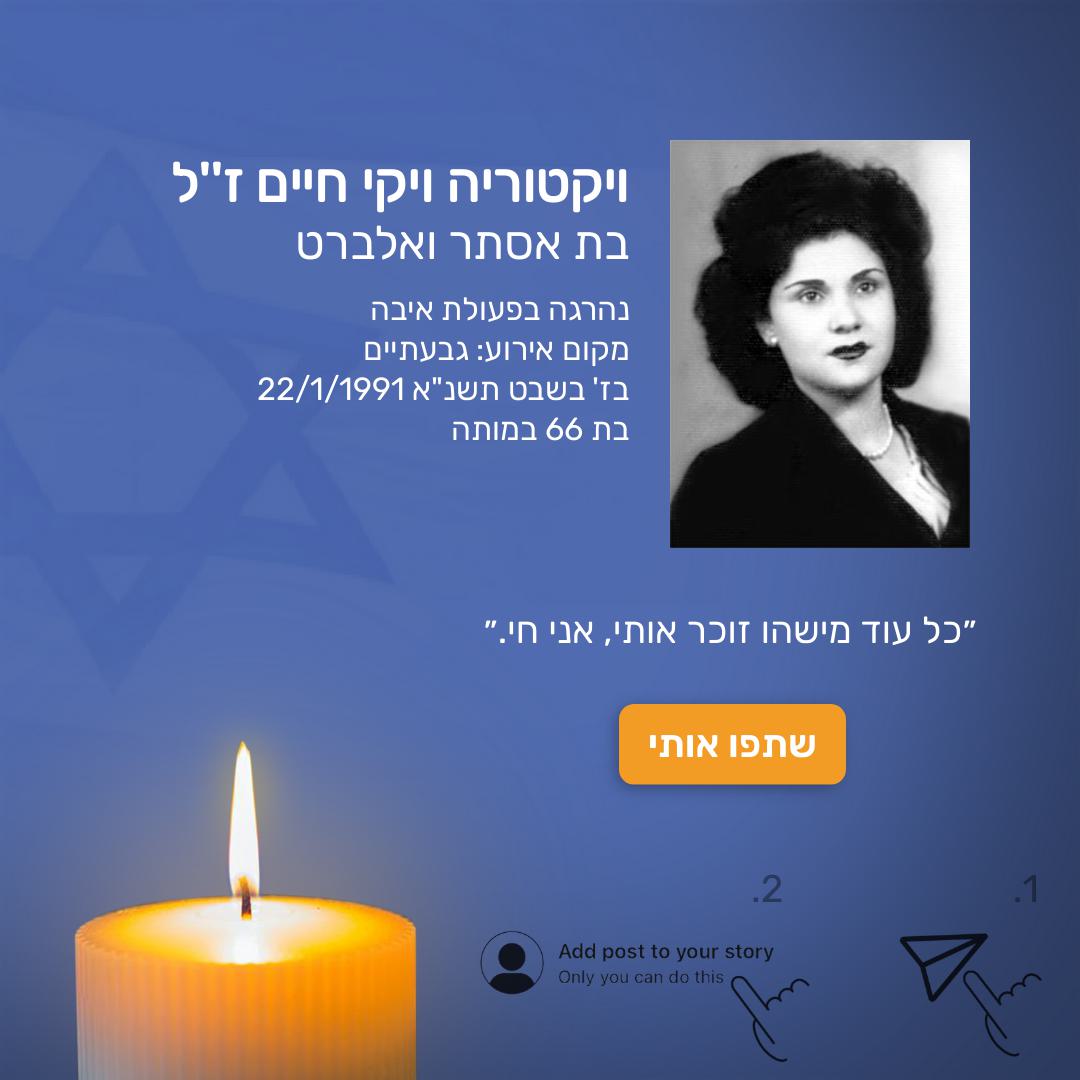 ויקטוריה ויקי חיים ז"ל
בת אסתר ואלברט
נהרגה בפעולת איבה
מקום אירוע: גבעתיים
בז' בשבט תשנ"א 22/1/1991
בת 66 במותה
״כל עוד מישהו זוכר אותי, אני חי.״
שתפו אותי
1.
2.
Add post to your story
Only you can do this